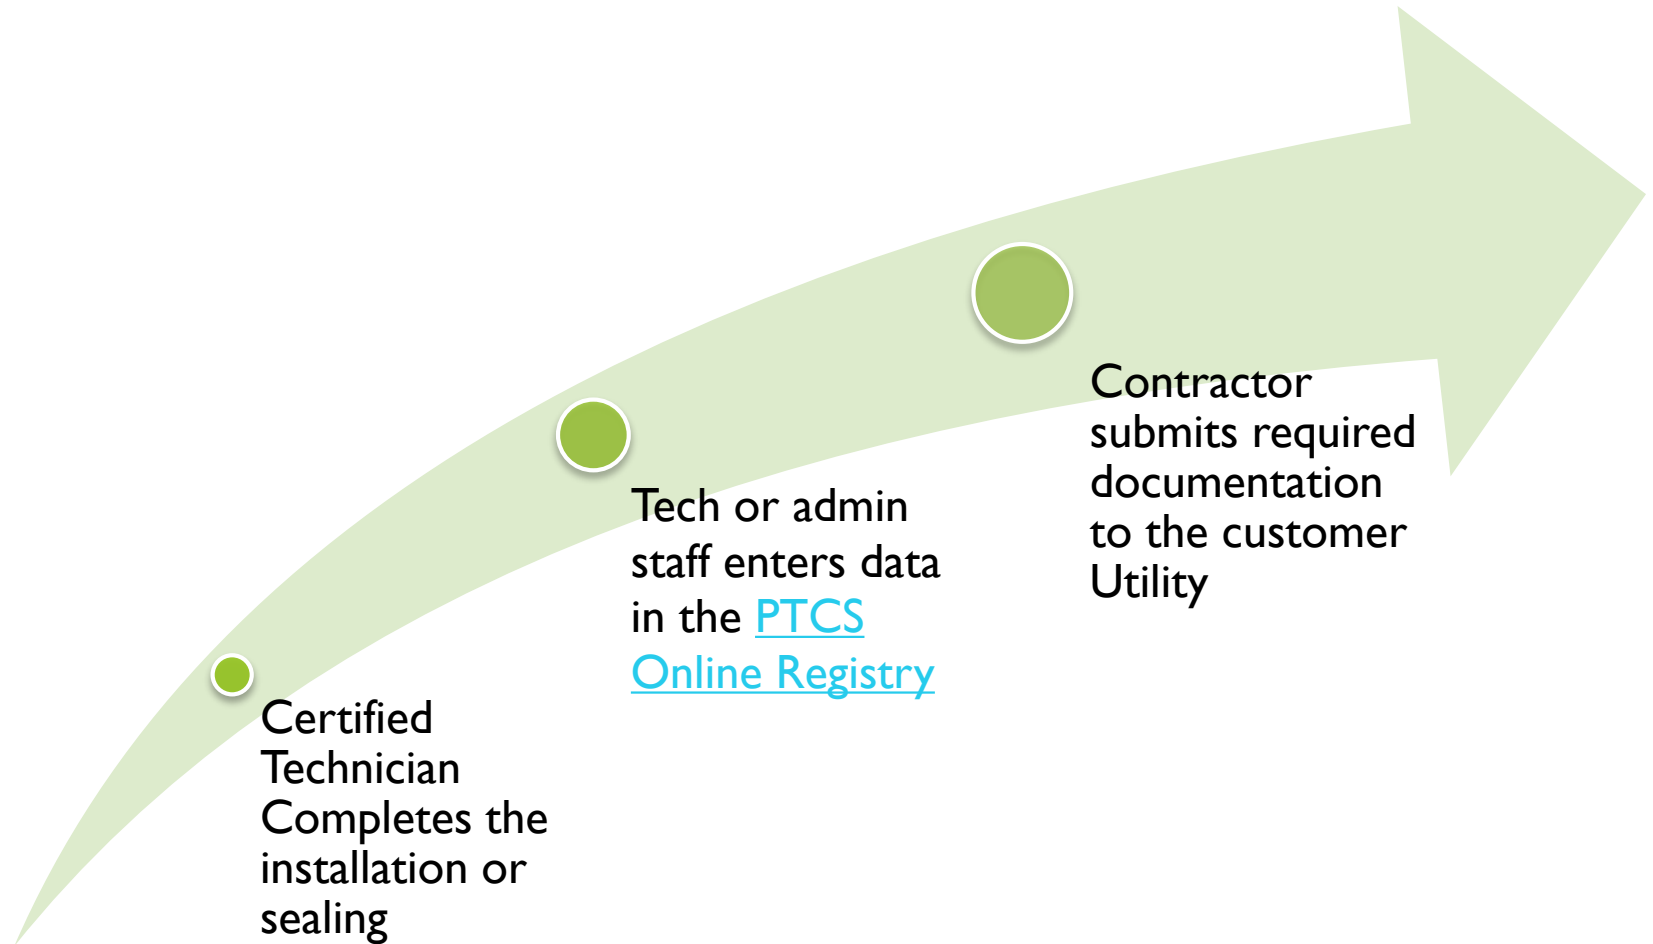 Certified
Technician
Completes the
installation or
sealing
Tech or admin
staff enters data
in the PTCS
Online Registry
Contractor
submits required
documentation
to the customer
Utility